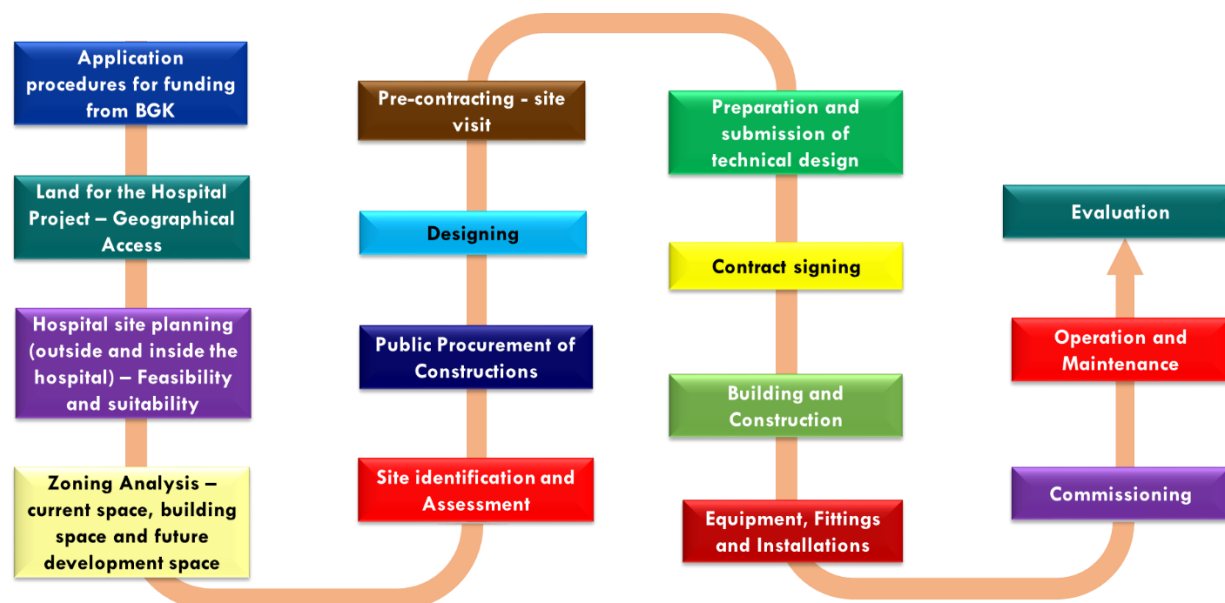 Application
procedures for funding
from BGK
Land for the Hospital
Project – Geographical
Access
Hospital site planning
(outside and inside the
hospital) – Feasibility
and suitability
Zoning Analysis –
current space, building
space and future
development space
Pre-contracting - site
visit
Designing
Public Procurement of
Constructions
Site identification and
Assessment
Preparation and
submission of
technical design
Contract signing
Building and
Construction
Equipment, Fittings
and Installations
Evaluation
Operation and
Maintenance
Commissioning